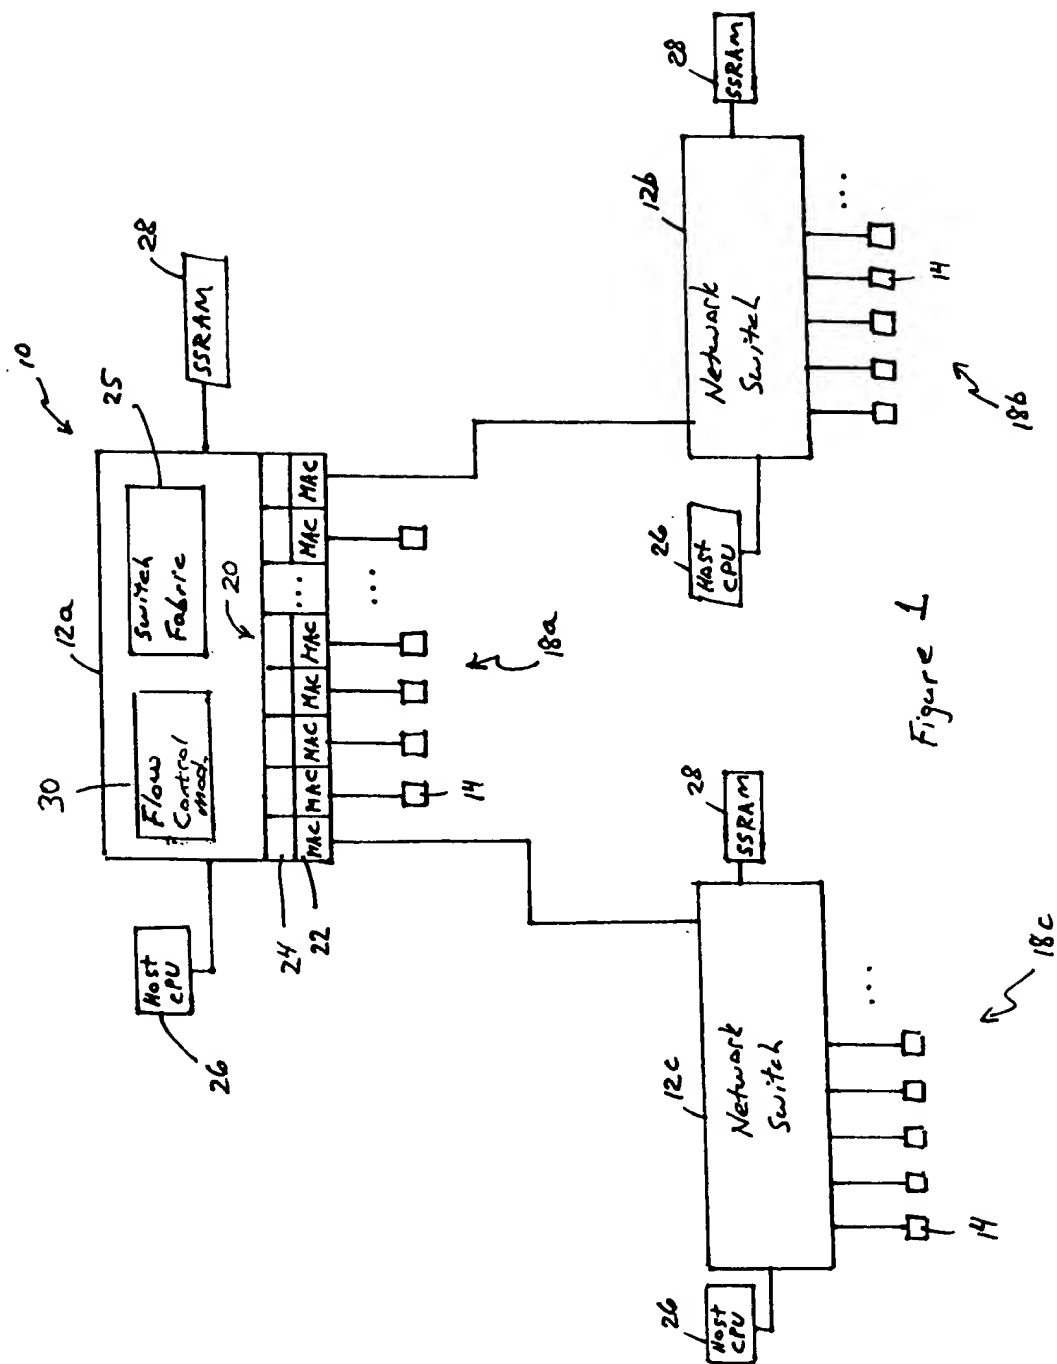 10
12a
30
Flow
Control
Mod.
25
Switch
Fabric
20
28
SSRAM
Host
CPU
26
24
22
MAC
MAC
MAC
MAC
MAC
...
MAC
MAC
14
...
18a
26
Host
CPU
12c
Network
Switch
28
SSRAM
14
...
18c
26
Host
CPU
12b
Network
Switch
28
SSRAM
14
...
18b
Figure 1